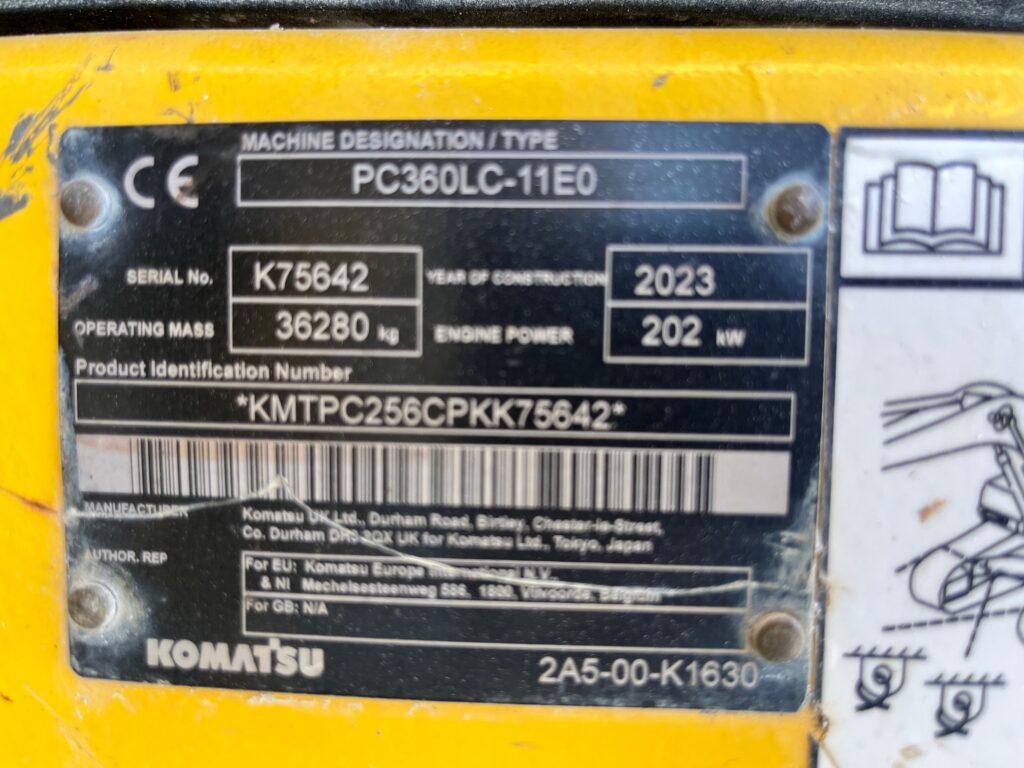 CE
MACHINE DESIGNATION / TYPE
PC360LC-11E0
SERIAL No. K75642 YEAR OF CONSTRUCTION 2023
OPERATING MASS 36280 kg ENGINE POWER 202 kW
Product Identification Number
*KMTPC256CPKK75642*
MANUFACTURER Komatsu UK Ltd., Durham Road, Birtley, Chester-le-Street,
Co. Durham DH3 2QX UK for Komatsu Ltd., Tokyo, Japan
AUTHOR. REP For EU: Komatsu Europe International N.V.,
& NI Mechelsesteenweg 586, 1800, Vilvoorde, Belgium
For GB: N/A
KOMATSU 2A5-00-K1630